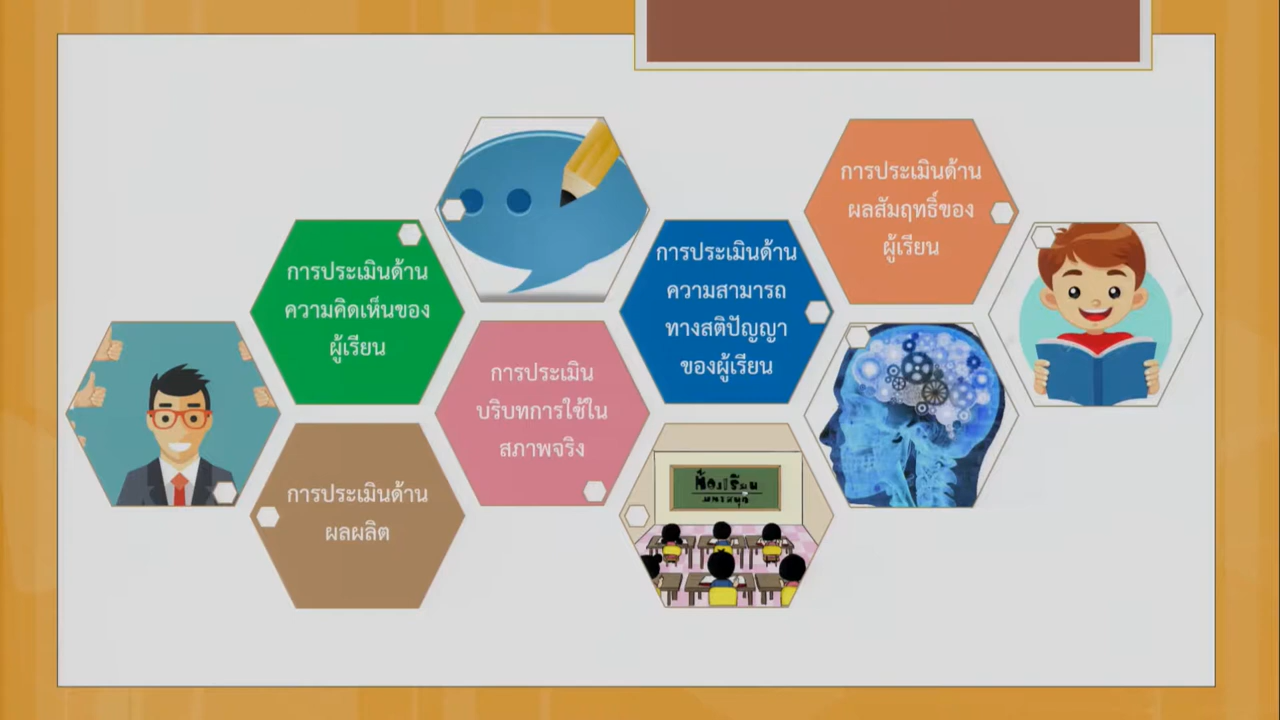 การประเมินด้าน
ความคิดเห็นของ
ผู้เรียน
การประเมินด้าน
ผลผลิต
การประเมิน
บริบทการใช้ใน
สภาพจริง
การประเมินด้าน
ความสามารถ
ทางสติปัญญา
ของผู้เรียน
การประเมินด้าน
ผลสัมฤทธิ์ของ
ผู้เรียน
ห้องเรียน